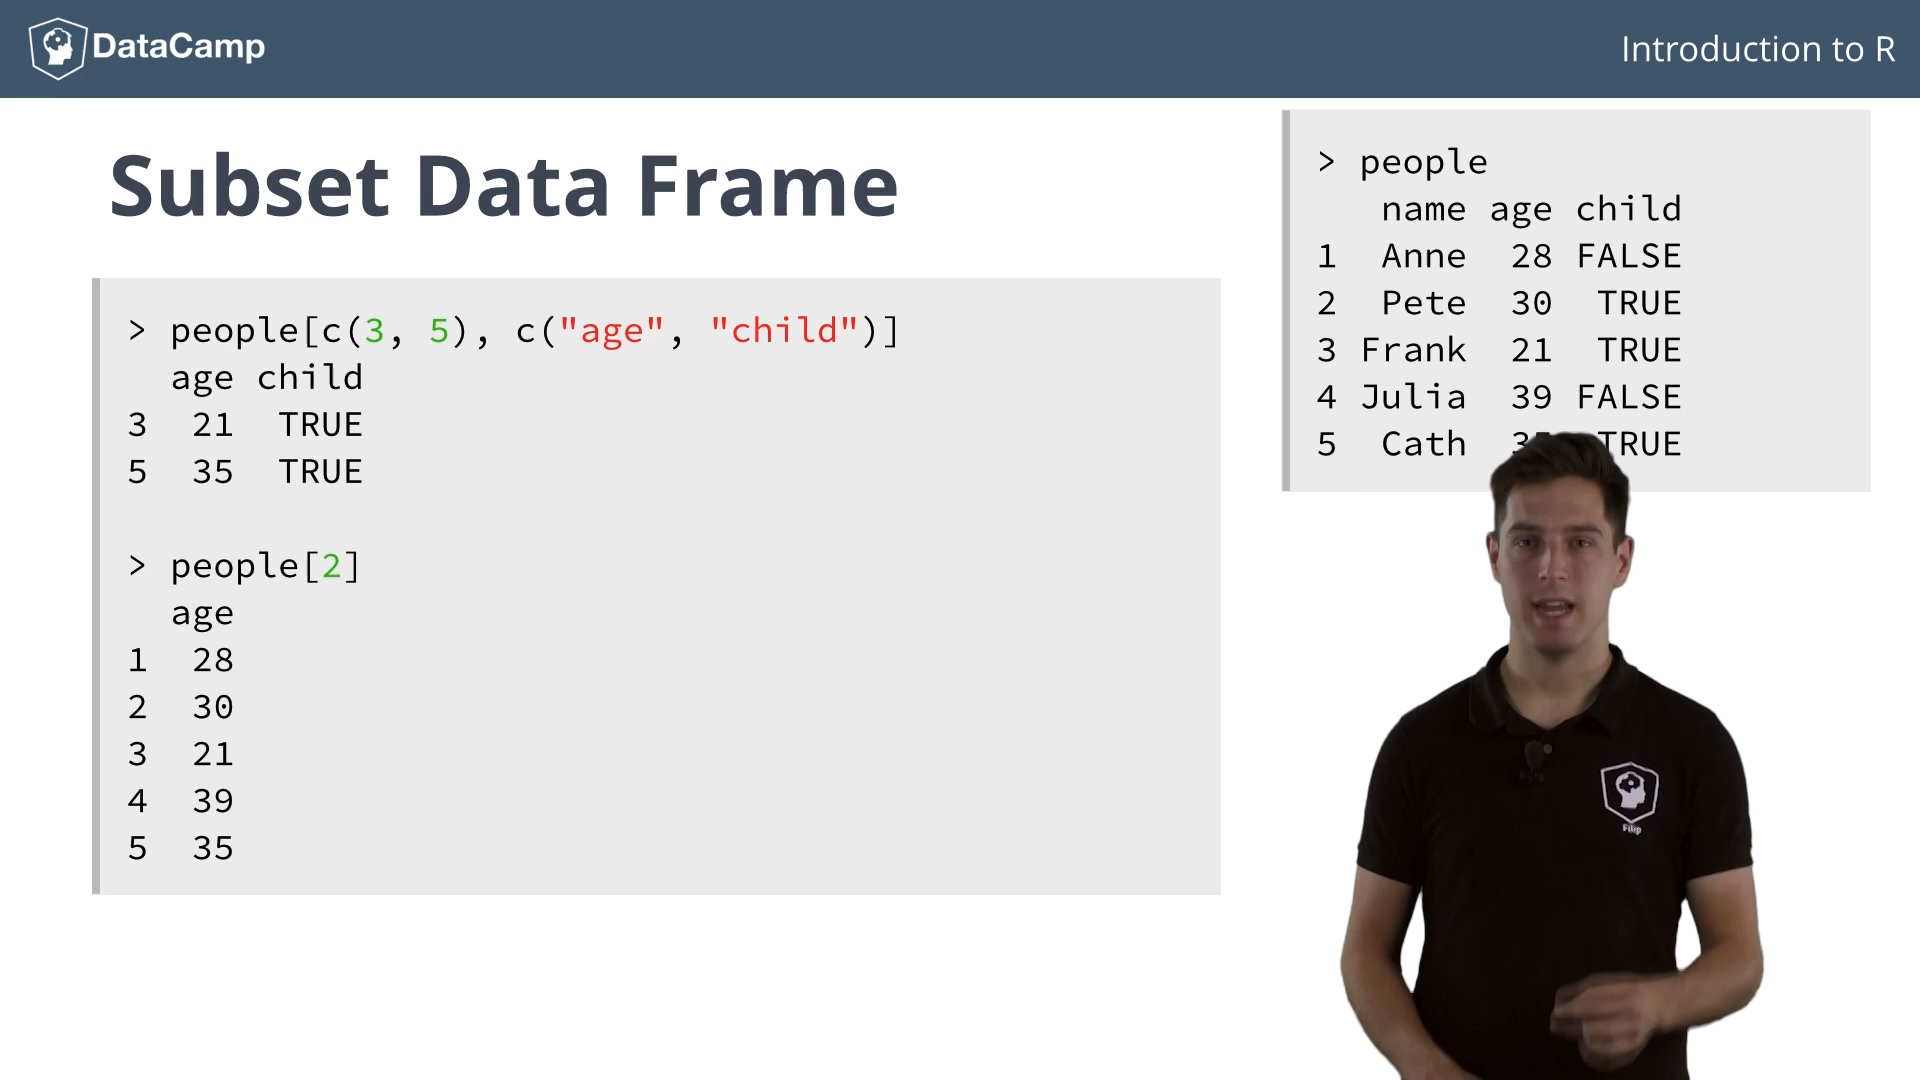 DataCamp
Introduction to R
Subset Data Frame
> people[c(3, 5), c("age", "child")]
age child
3 21 TRUE
5 35 TRUE
> people[2]
age
1 28
2 30
3 21
4 39
5 35
> people
name age child
1 Anne 28 FALSE
2 Pete 30 TRUE
3 Frank 21 TRUE
4 Julia 39 FALSE
5 Cath TRUE
Filip